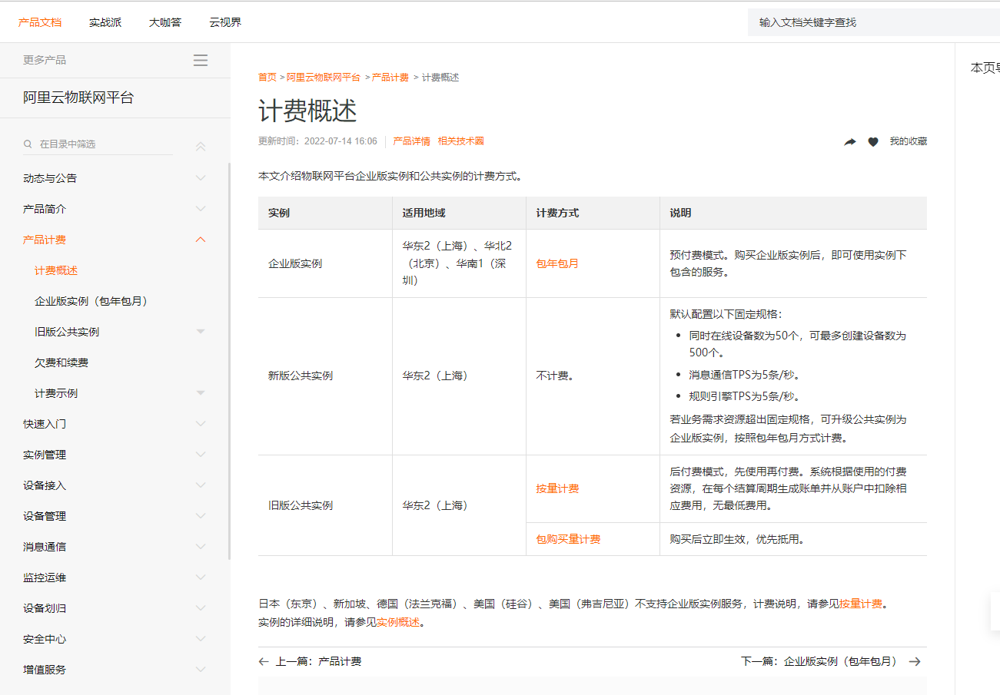 产品文档
实战派
大咖答
云视界
输入文档关键字查找
更多产品
阿里云物联网平台
在目录中筛选
动态与公告
产品简介
产品计费
计费概述
企业版实例（包年包月）
旧版公共实例
欠费和续费
计费示例
快速入门
实例管理
设备接入
设备管理
消息通信
监控运维
设备划归
安全中心
增值服务
首页 > 阿里云物联网平台 > 产品计费 > 计费概述
计费概述
更新时间：2022-07-14 16:06
产品详情
相关技术圈
我的收藏
本文介绍物联网平台企业版实例和公共实例的计费方式。
实例
适用地域
计费方式
说明
企业版实例
华东2（上海）、华北2
（北京）、华南1（深
圳）
包年包月
预付费模式。购买企业版实例后，即可使用实例下
包含的服务。
新版公共实例
华东2（上海）
不计费。
默认配置以下固定规格：
• 同时在线设备数为50个，可最多创建设备数为
500个。
• 消息通信TPS为5条/秒。
• 规则引擎TPS为5条/秒。
若业务需求资源超出固定规格，可升级公共实例为
企业版实例，按照包年包月方式计费。
旧版公共实例
华东2（上海）
按量计费
后付费模式，先使用再付费。系统根据使用的付费
资源，在每个结算周期生成账单并从账户中扣除相
应费用，无最低费用。
包购买量计费
购买后立即生效，优先抵用。
日本（东京）、新加坡、德国（法兰克福）、美国（硅谷）、美国（弗吉尼亚）不支持企业版实例服务，计费说明，请参见按量计费。
实例的详细说明，请参见实例概述。
← 上一篇：产品计费
下一篇：企业版实例（包年包月） →
本页